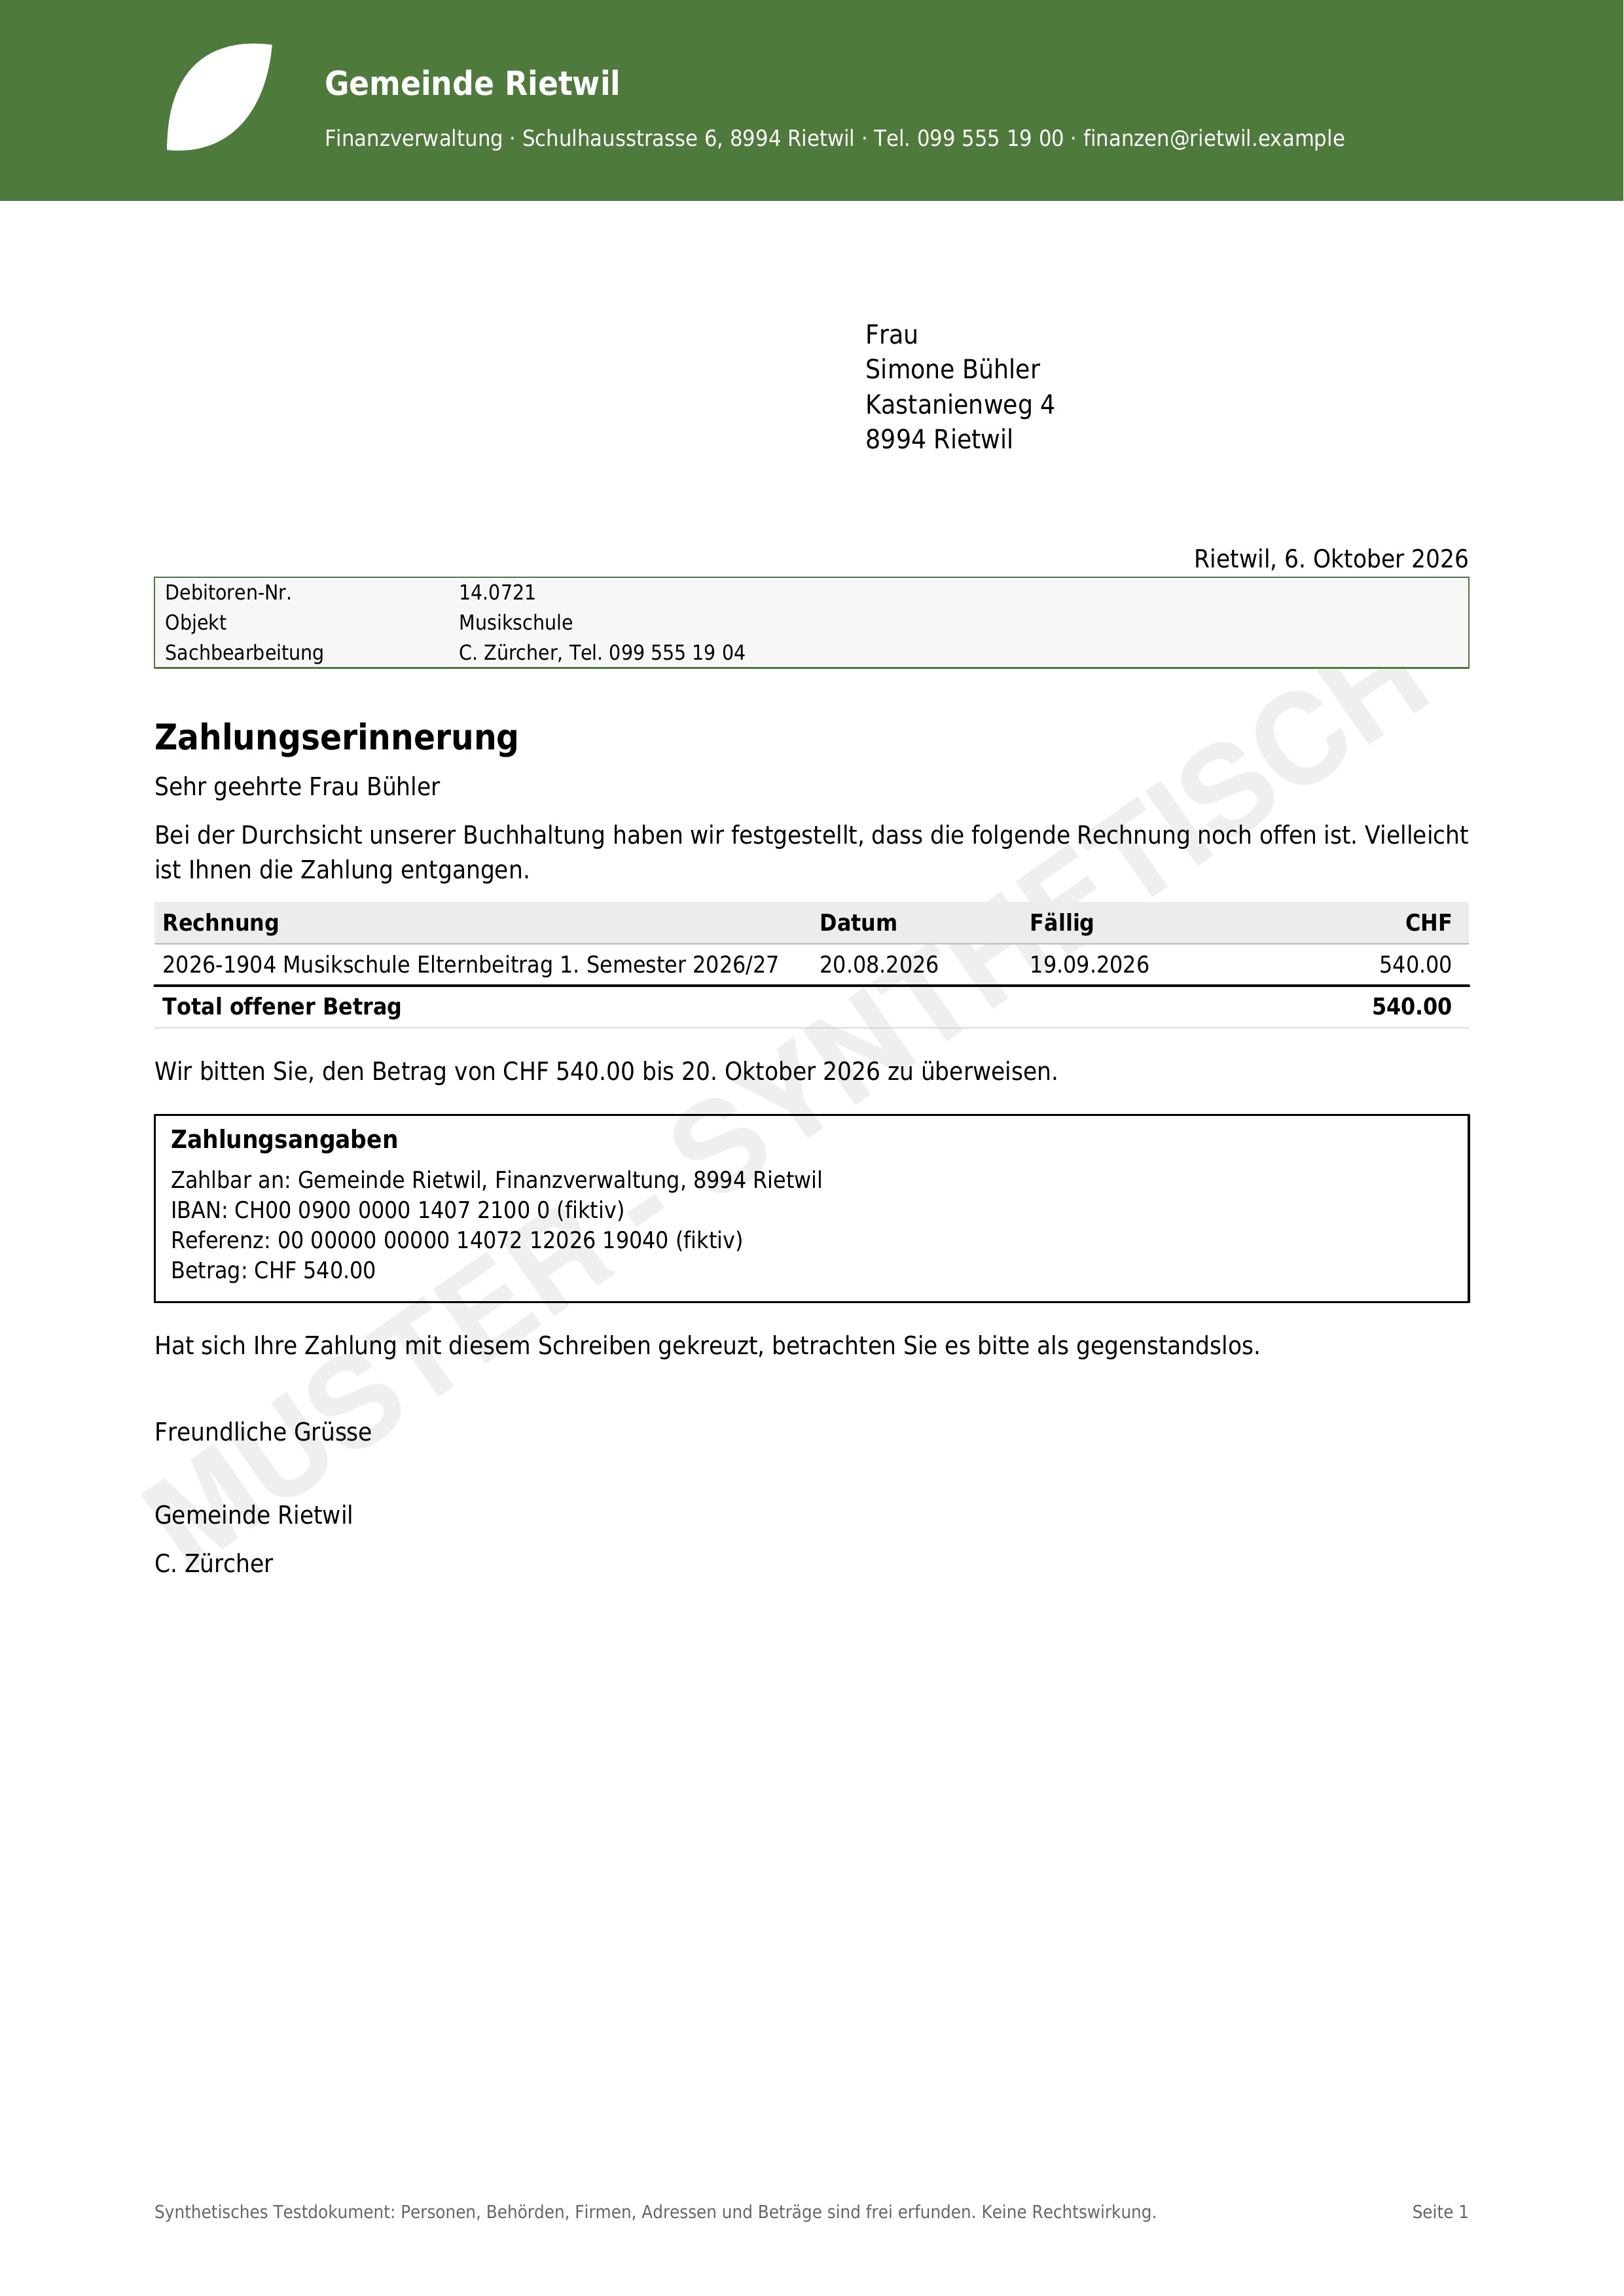 Gemeinde Rietwil
Finanzverwaltung · Schulhausstrasse 6, 8994 Rietwil · Tel. 099 555 19 00 · finanzen@rietwil.example
Frau
Simone Bühler
Kastanienweg 4
8994 Rietwil
Rietwil, 6. Oktober 2026
Debitoren-Nr. 14.0721
Objekt Musikschule
Sachbearbeitung C. Zürcher, Tel. 099 555 19 04
Zahlungserinnerung
Sehr geehrte Frau Bühler
Bei der Durchsicht unserer Buchhaltung haben wir festgestellt, dass die folgende Rechnung noch offen ist. Vielleicht
ist Ihnen die Zahlung entgangen.
Rechnung Datum Fällig CHF
2026-1904 Musikschule Elternbeitrag 1. Semester 2026/27 20.08.2026 19.09.2026 540.00
Total offener Betrag 540.00
Wir bitten Sie, den Betrag von CHF 540.00 bis 20. Oktober 2026 zu überweisen.
Zahlungsangaben
Zahlbar an: Gemeinde Rietwil, Finanzverwaltung, 8994 Rietwil
IBAN: CH00 0900 0000 1407 2100 0 (fiktiv)
Referenz: 00 00000 00000 14072 12026 19040 (fiktiv)
Betrag: CHF 540.00
Hat sich Ihre Zahlung mit diesem Schreiben gekreuzt, betrachten Sie es bitte als gegenstandslos.
Freundliche Grüsse
Gemeinde Rietwil
C. Zürcher
MUSTER - SYNTHETISCH
Synthetisches Testdokument: Personen, Behörden, Firmen, Adressen und Beträge sind frei erfunden. Keine Rechtswirkung. Seite 1